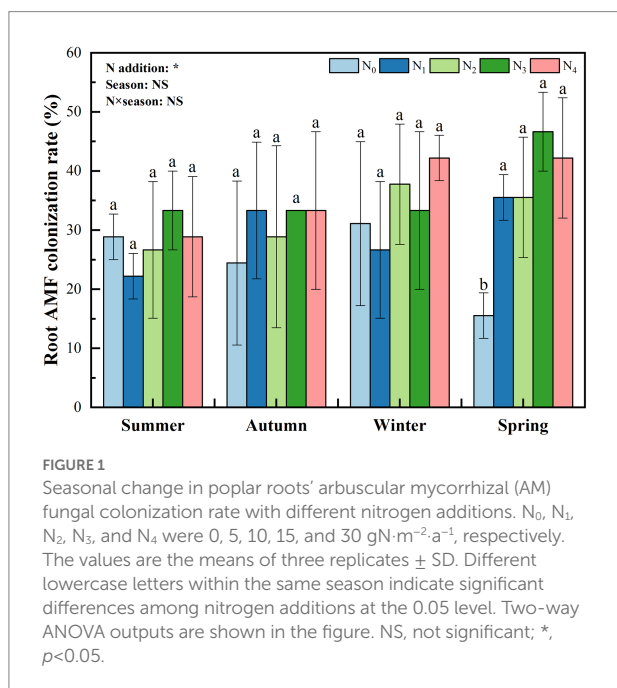 60
50
40
30
20
10
0
Root AMF colonization rate (%)
N addition: *
Season: NS
N×season: NS
N₀ N₁ N₂ N₃ N₄
a a a a a
a a a a a
a a a a a
b a a a a
Summer Autumn Winter Spring
FIGURE 1
Seasonal change in poplar roots’ arbuscular mycorrhizal (AM)
fungal colonization rate with different nitrogen additions. N₀, N₁,
N₂, N₃, and N₄ were 0, 5, 10, 15, and 30 gN·m⁻²·a⁻¹, respectively.
The values are the means of three replicates ± SD. Different
lowercase letters within the same season indicate significant
differences among nitrogen additions at the 0.05 level. Two-way
ANOVA outputs are shown in the figure. NS, not significant; *,
p<0.05.